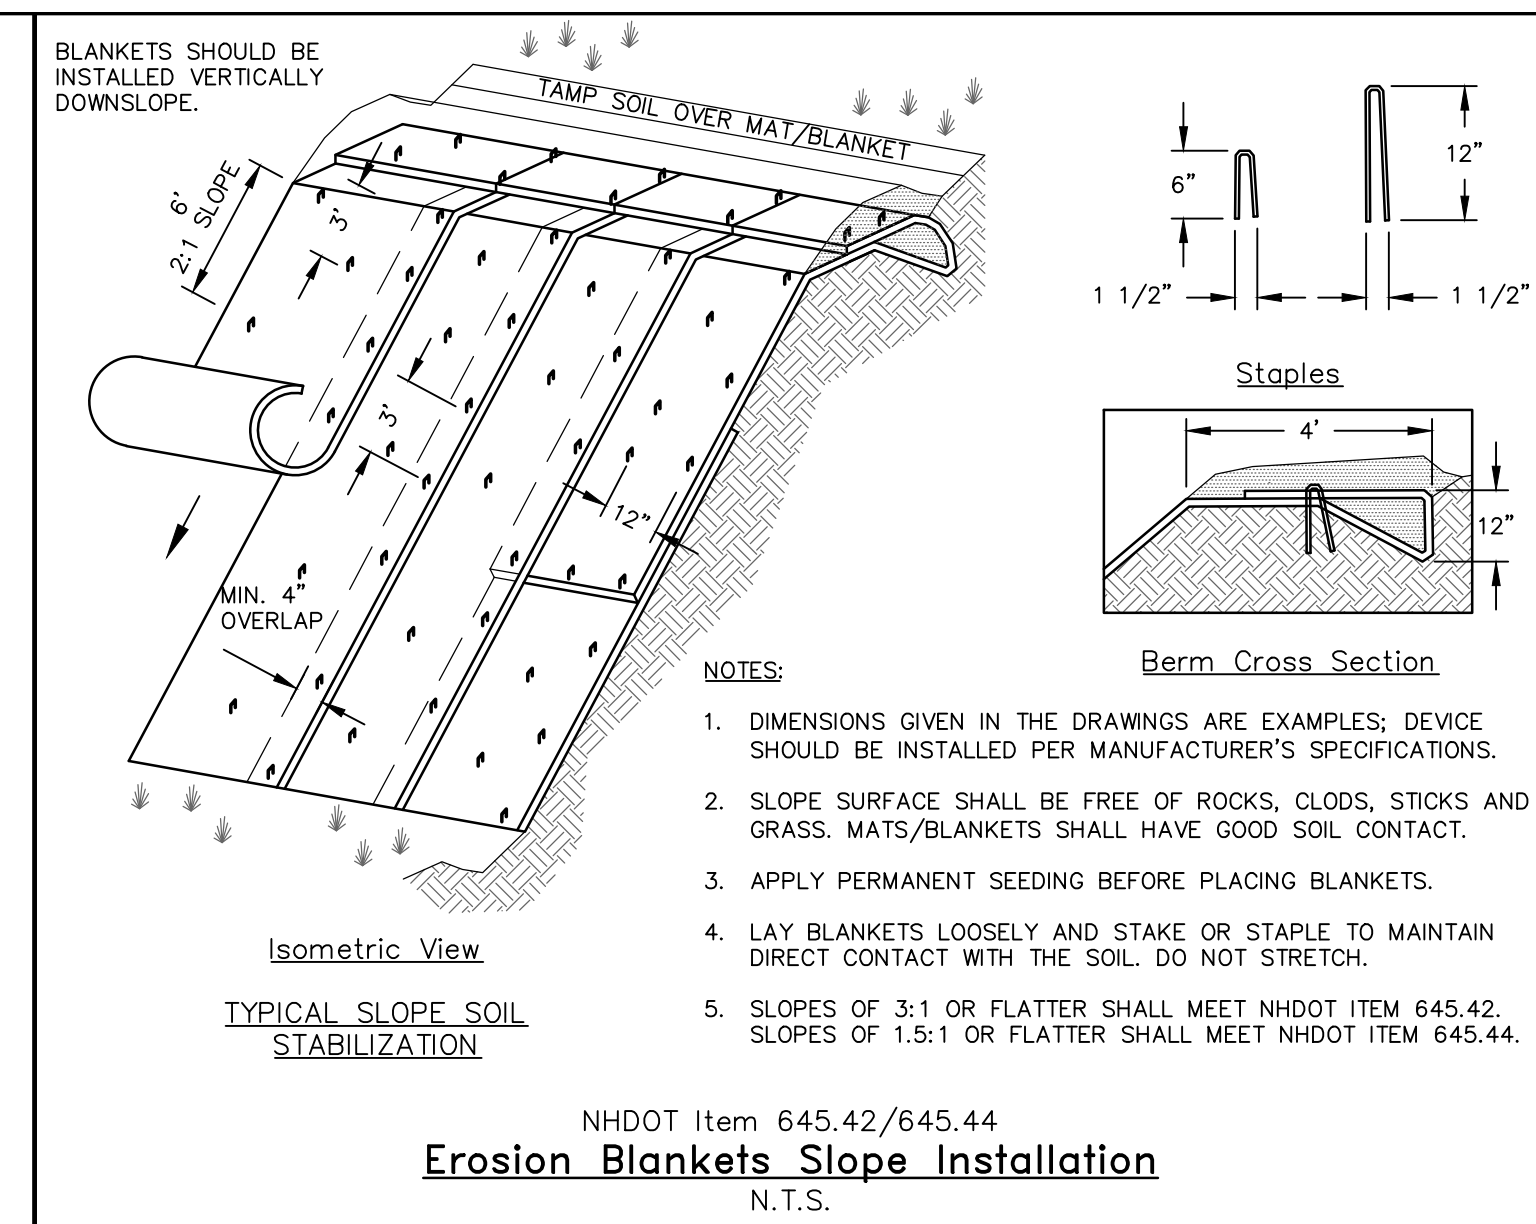 BLANKETS SHOULD BE
INSTALLED VERTICALLY
DOWNSLOPE.
TAMP SOIL OVER MAT/BLANKET
6'
2:1 SLOPE
3'
3'
12"
MIN. 4"
OVERLAP
6"
12"
1 1/2"
1 1/2"
Staples
4'
12"
Berm Cross Section
NOTES:
1. DIMENSIONS GIVEN IN THE DRAWINGS ARE EXAMPLES; DEVICE
SHOULD BE INSTALLED PER MANUFACTURER'S SPECIFICATIONS.
2. SLOPE SURFACE SHALL BE FREE OF ROCKS, CLODS, STICKS AND
GRASS. MATS/BLANKETS SHALL HAVE GOOD SOIL CONTACT.
3. APPLY PERMANENT SEEDING BEFORE PLACING BLANKETS.
4. LAY BLANKETS LOOSELY AND STAKE OR STAPLE TO MAINTAIN
DIRECT CONTACT WITH THE SOIL. DO NOT STRETCH.
5. SLOPES OF 3:1 OR FLATTER SHALL MEET NHDOT ITEM 645.42.
SLOPES OF 1.5:1 OR FLATTER SHALL MEET NHDOT ITEM 645.44.
Isometric View
TYPICAL SLOPE SOIL
STABILIZATION
NHDOT Item 645.42/645.44
Erosion Blankets Slope Installation
N.T.S.